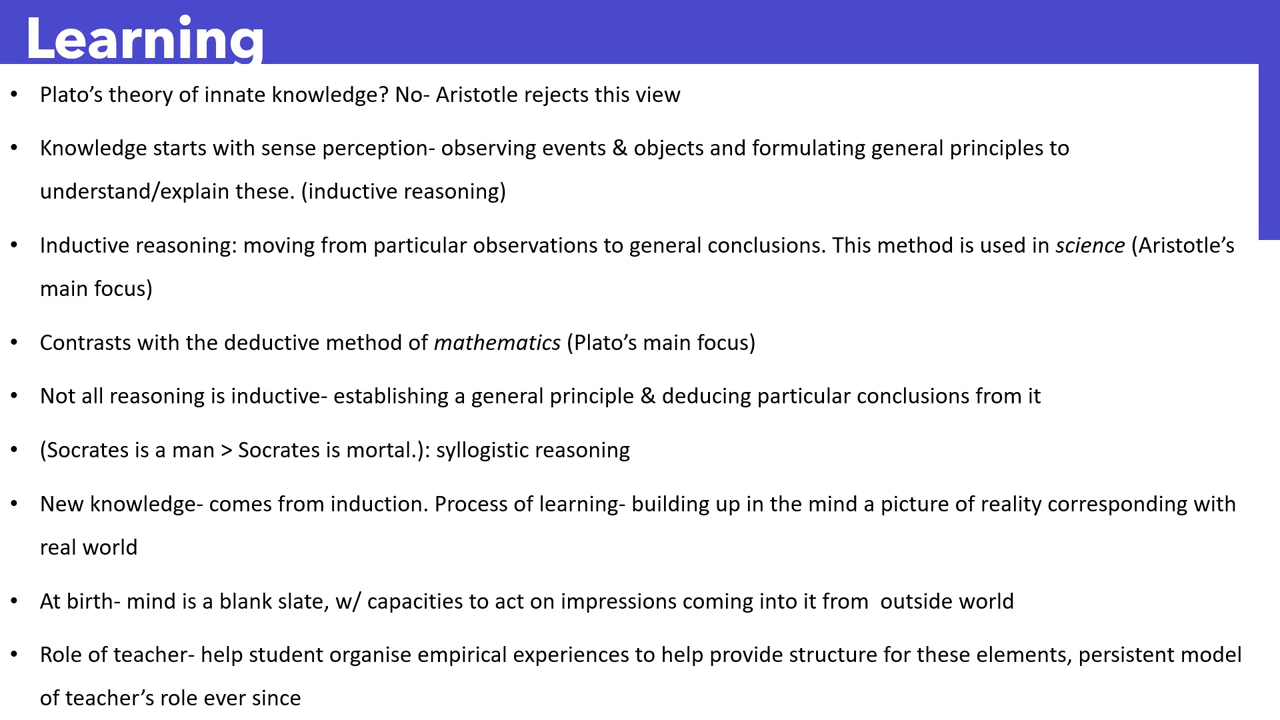 Learning
• Plato’s theory of innate knowledge? No- Aristotle rejects this view
• Knowledge starts with sense perception- observing events & objects and formulating general principles to
understand/explain these. (inductive reasoning)
• Inductive reasoning: moving from particular observations to general conclusions. This method is used in science (Aristotle’s
main focus)
• Contrasts with the deductive method of mathematics (Plato’s main focus)
• Not all reasoning is inductive- establishing a general principle & deducing particular conclusions from it
• (Socrates is a man > Socrates is mortal.): syllogistic reasoning
• New knowledge- comes from induction. Process of learning- building up in the mind a picture of reality corresponding with
real world
• At birth- mind is a blank slate, w/ capacities to act on impressions coming into it from  outside world
• Role of teacher- help student organise empirical experiences to help provide structure for these elements, persistent model
of teacher’s role ever since